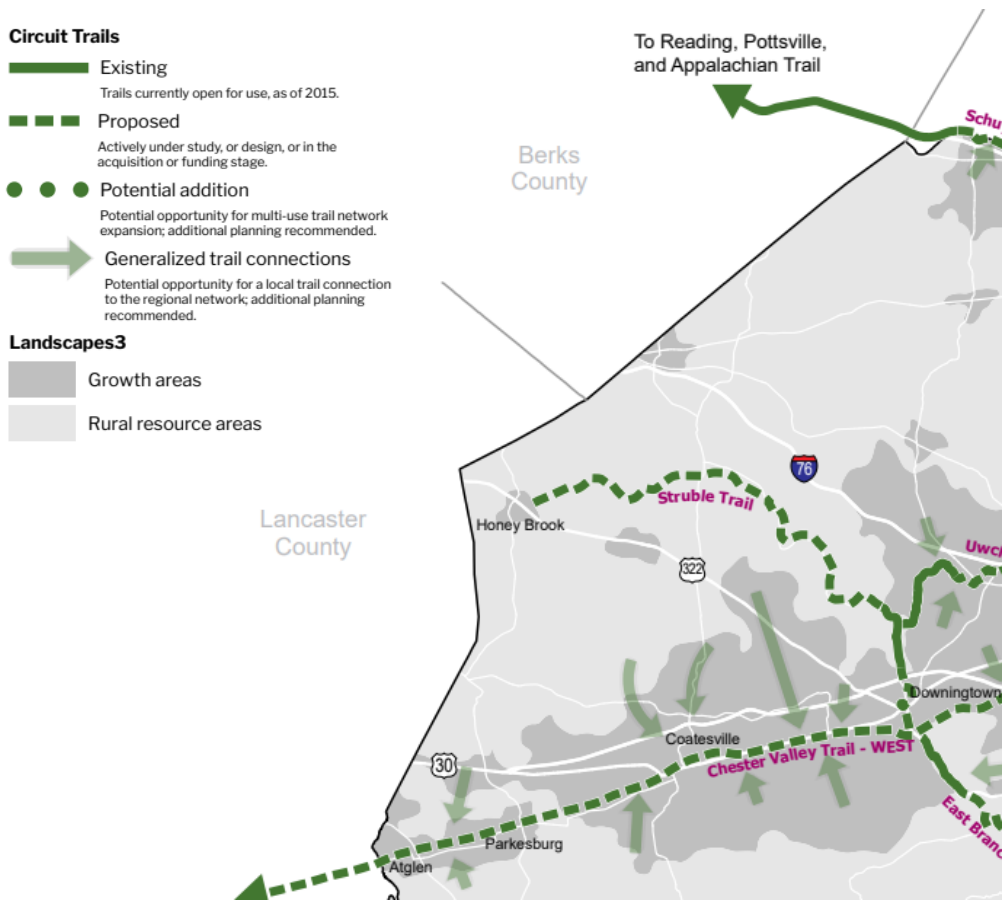 Circuit Trails
Existing
Trails currently open for use, as of 2015.
Proposed
Actively under study, or design, or in the
acquisition or funding stage.
Potential addition
Potential opportunity for multi-use trail network
expansion; additional planning recommended.
Generalized trail connections
Potential opportunity for a local trail connection
to the regional network; additional planning
recommended.
Landscapes3
Growth areas
Rural resource areas
To Reading, Pottsville,
and Appalachian Trail
Schu
Berks
County
76
Struble Trail
Honey Brook
Lancaster
County
Uwch
322
Downingtown
Coatesville
Chester Valley Trail - WEST
30
East Branc
Parkesburg
Atglen